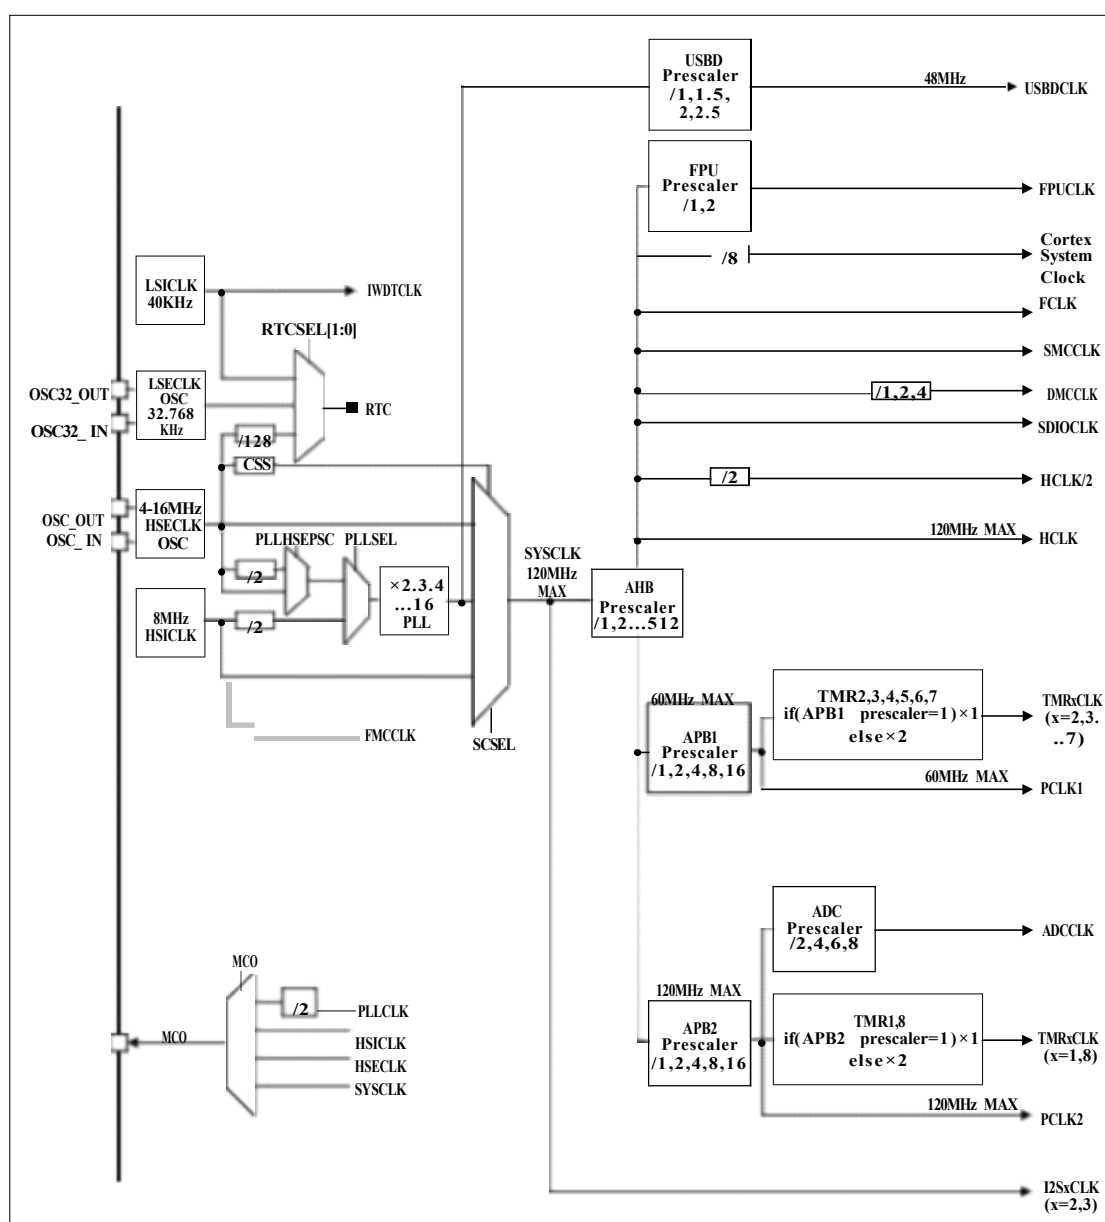 USBD
Prescaler
/1,1.5,
2,2.5
48MHz
USBDCLK
FPU
Prescaler
/1,2
FPUCLK
/8
Cortex
System
Clock
LSICLK
40KHz
IWDTCLK
FCLK
RTCSEL[1:0]
SMCCLK
OSC32_OUT
OSC32_ IN
LSECLK
OSC
32.768
KHz
RTC
/1,2,4
DMCCLK
SDIOCLK
/128
CSS
/2
HCLK/2
OSC_OUT
OSC_ IN
4-16MHz
HSECLK
OSC
120MHz MAX
HCLK
PLLHSEPSC
PLLSEL
/2
×2.3.4
...16
PLL
SYSCLK
120MHz
MAX
AHB
Prescaler
/1,2...512
8MHz
HSICLK
/2
FMCCLK
SCSEL
60MHz MAX
APB1
Prescaler
/1,2,4,8,16
TMR2,3,4,5,6,7
if(APB1 prescaler=1)×1
else×2
TMRxCLK
(x=2,3.
..7)
60MHz MAX
PCLK1
ADC
Prescaler
/2,4,6,8
ADCCLK
MCO
/2
PLLCLK
MCO
HSICLK
HSECLK
SYSCLK
120MHz MAX
APB2
Prescaler
/1,2,4,8,16
TMR1,8
if(APB2 prescaler=1)×1
else×2
TMRxCLK
(x=1,8)
120MHz MAX
PCLK2
I2SxCLK
(x=2,3)